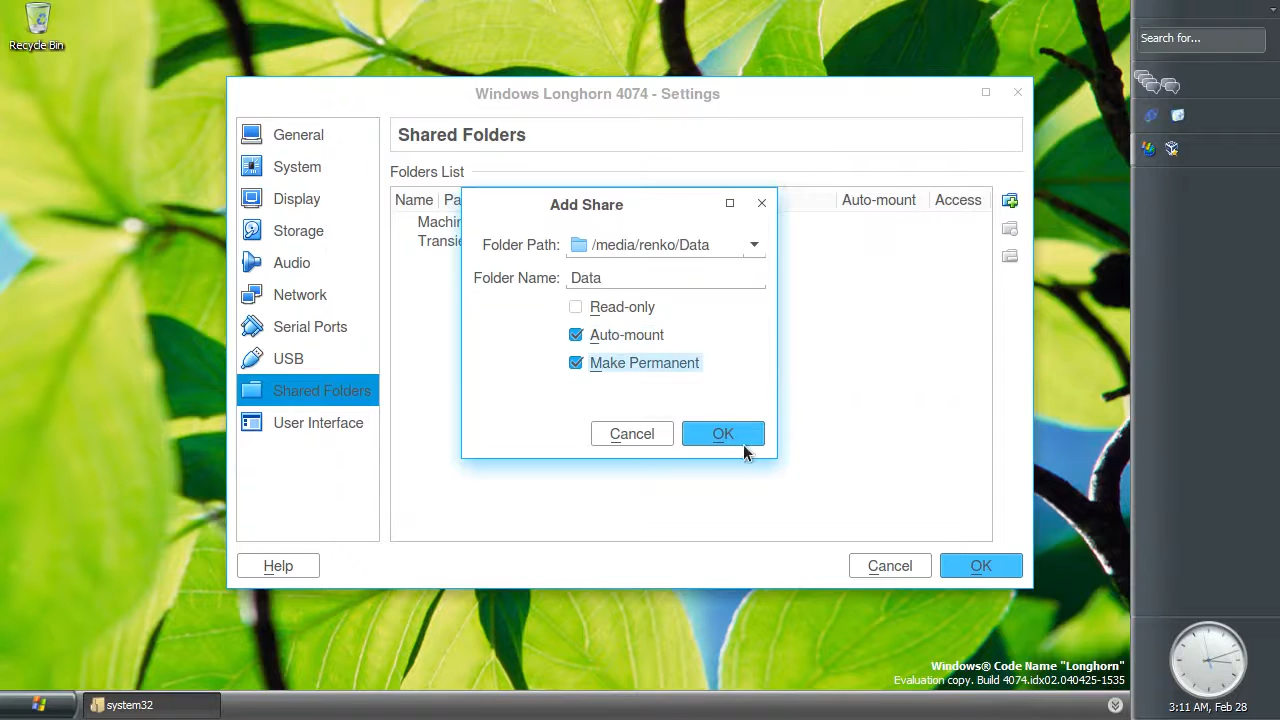 Recycle Bin
Search for...
Windows Longhorn 4074 - Settings
General
System
Display
Storage
Audio
Network
Serial Ports
USB
Shared Folders
User Interface
Shared Folders
Folders List
Name
Pa
Auto-mount
Access
Machin
Transie
Add Share
Folder Path:
/media/renko/Data
Folder Name:
Data
Read-only
Auto-mount
Make Permanent
Cancel
OK
Help
Cancel
OK
Windows® Code Name "Longhorn"
Evaluation copy. Build 4074.idx02.040425-1535
system32
3:11 AM, Feb 28